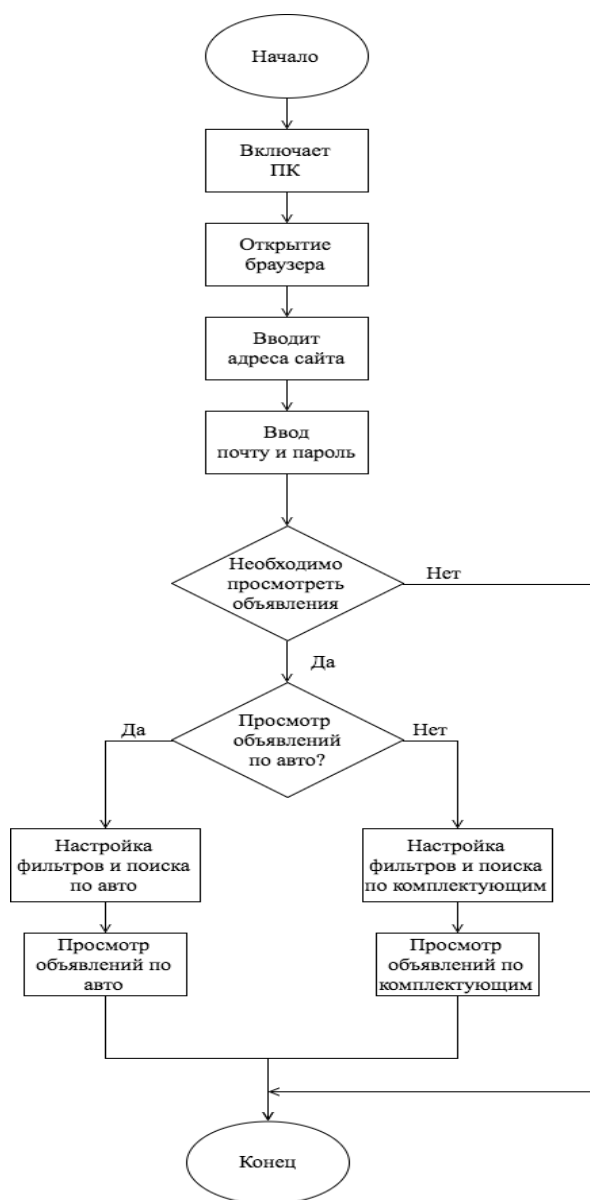 Начало
Включает
ПК
Открытие
браузера
Вводит
адреса сайта
Ввод
почту и пароль
Необходимо
просмотреть
объявления
Нет
Да
Просмотр
объявлений
по авто?
Да
Нет
Настройка
фильтров и поиска
по авто
Настройка
фильтров и поиска
по комплектующим
Просмотр
объявлений по
авто
Просмотр
объявлений по
комплектующим
Конец